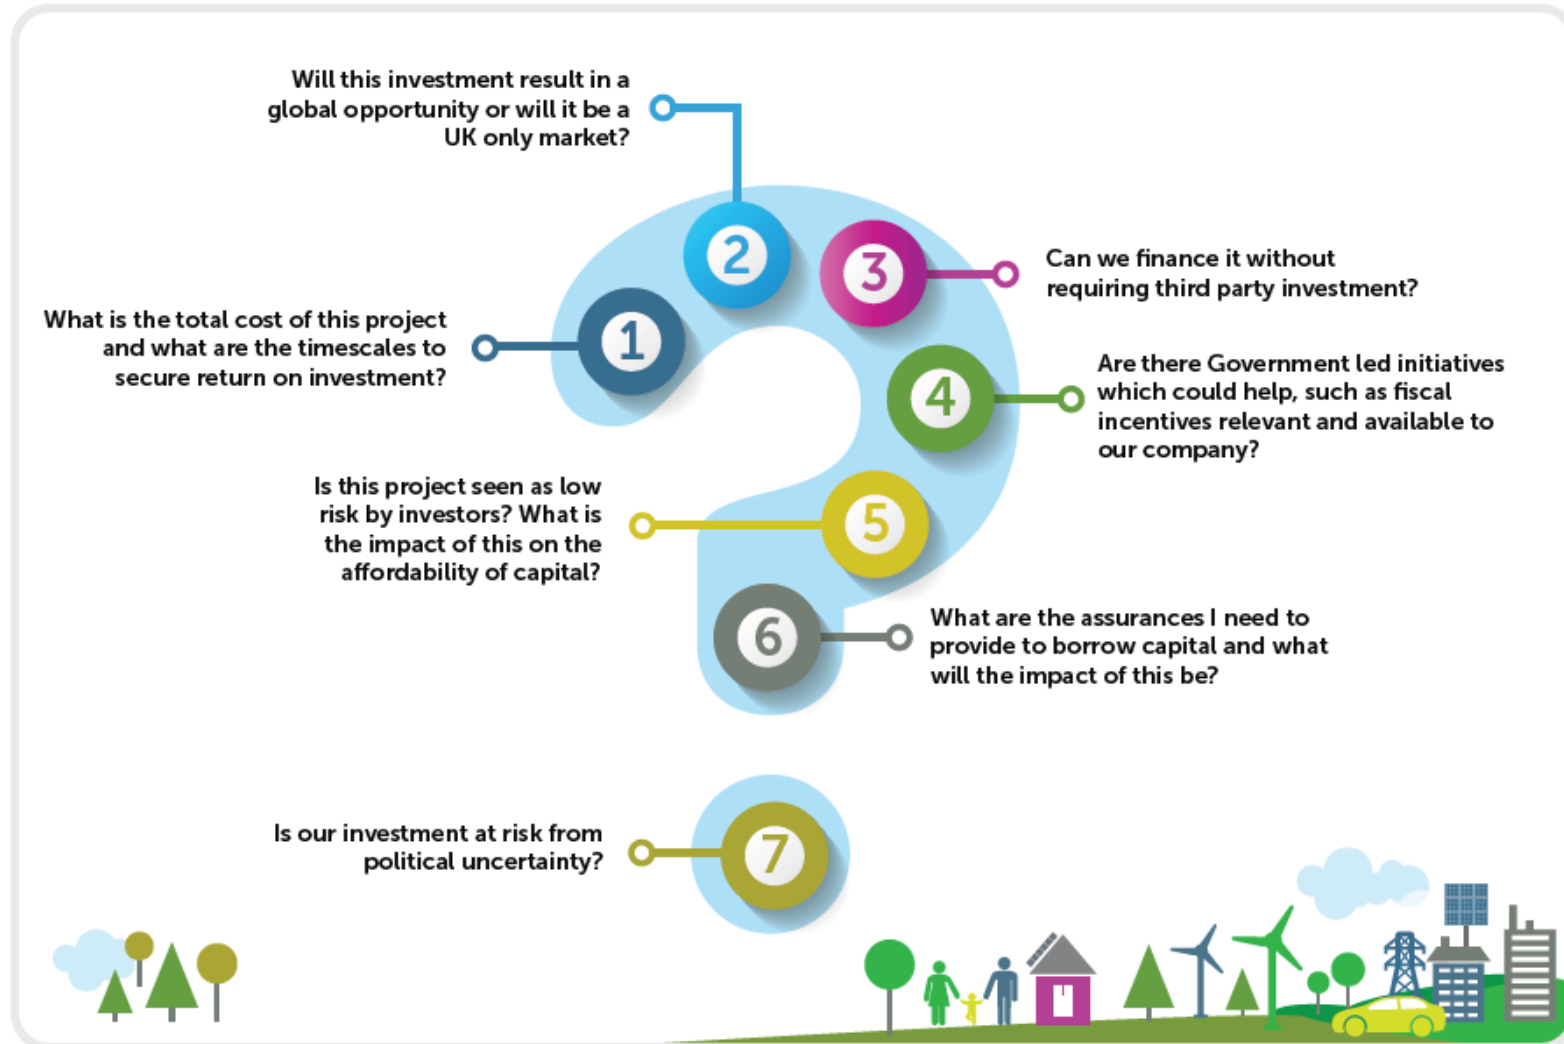 Will this investment result in a
global opportunity or will it be a
UK only market?
2
3
Can we finance it without
requiring third party investment?
What is the total cost of this project
and what are the timescales to
secure return on investment?
1
4
Are there Government led initiatives
which could help, such as fiscal
incentives relevant and available to
our company?
Is this project seen as low
risk by investors? What is
the impact of this on the
affordability of capital?
5
6
What are the assurances I need to
provide to borrow capital and what
will the impact of this be?
Is our investment at risk from
political uncertainty?
7